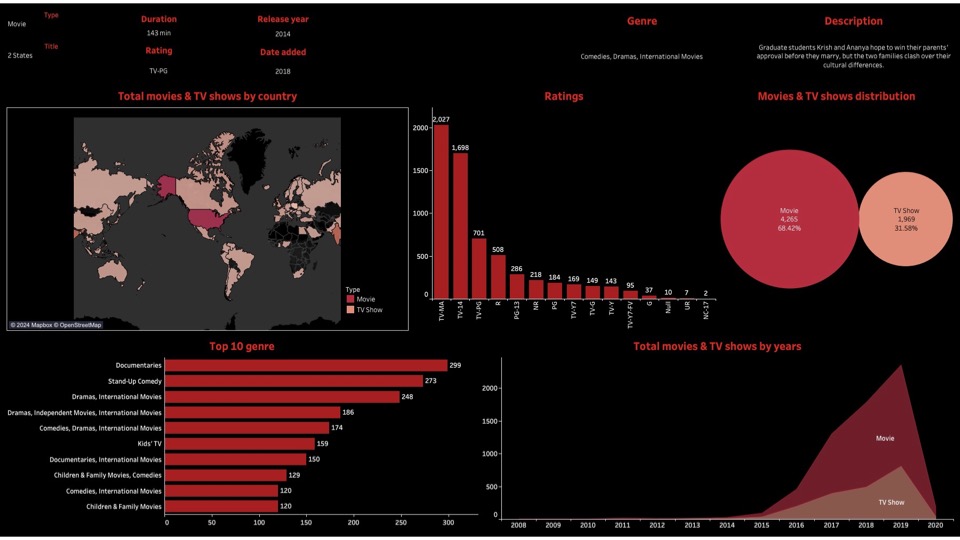 Type
Movie
Title
2 States
Duration
143 min
Rating
TV-PG
Release year
2014
Date added
2018
Genre
Comedies, Dramas, International Movies
Description
Graduate students Krish and Ananya hope to win their parents'
approval before they marry, but the two families clash over their
cultural differences.
Total movies & TV shows by country
Type
Movie
TV Show
© 2024 Mapbox © OpenStreetMap
Ratings
2000
1500
1000
500
0
2,027
1,698
701
508
286
218
184
169
149
143
95
37
10
7
2
TV-MA
TV-14
TV-PG
R
PG-13
NR
PG
TV-Y7
TV-G
TV-Y
TV-Y7-FV
G
Null
UR
NC-17
Movies & TV shows distribution
Movie
4,265
68.42%
TV Show
1,969
31.58%
Top 10 genre
Documentaries 299
Stand-Up Comedy 273
Dramas, International Movies 248
Dramas, Independent Movies, International Movies 186
Comedies, Dramas, International Movies 174
Kids' TV 159
Documentaries, International Movies 150
Children & Family Movies, Comedies 129
Comedies, International Movies 120
Children & Family Movies 120
0 50 100 150 200 250 300
Total movies & TV shows by years
2000
1500
1000
500
0
Movie
TV Show
2008 2009 2010 2011 2012 2013 2014 2015 2016 2017 2018 2019 2020